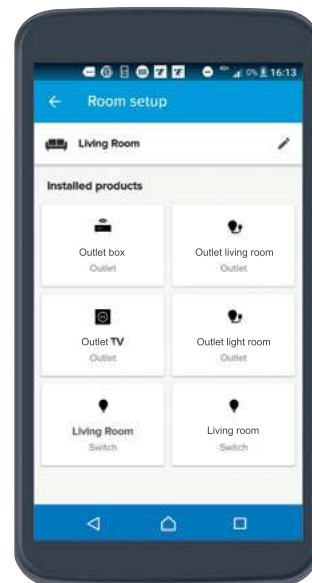 0% 16:13
Room setup
Living Room
Installed products
Outlet box
Outlet
Outlet living room
Outlet
Outlet TV
Outlet
Outlet light room
Outlet
Living Room
Switch
Living room
Switch